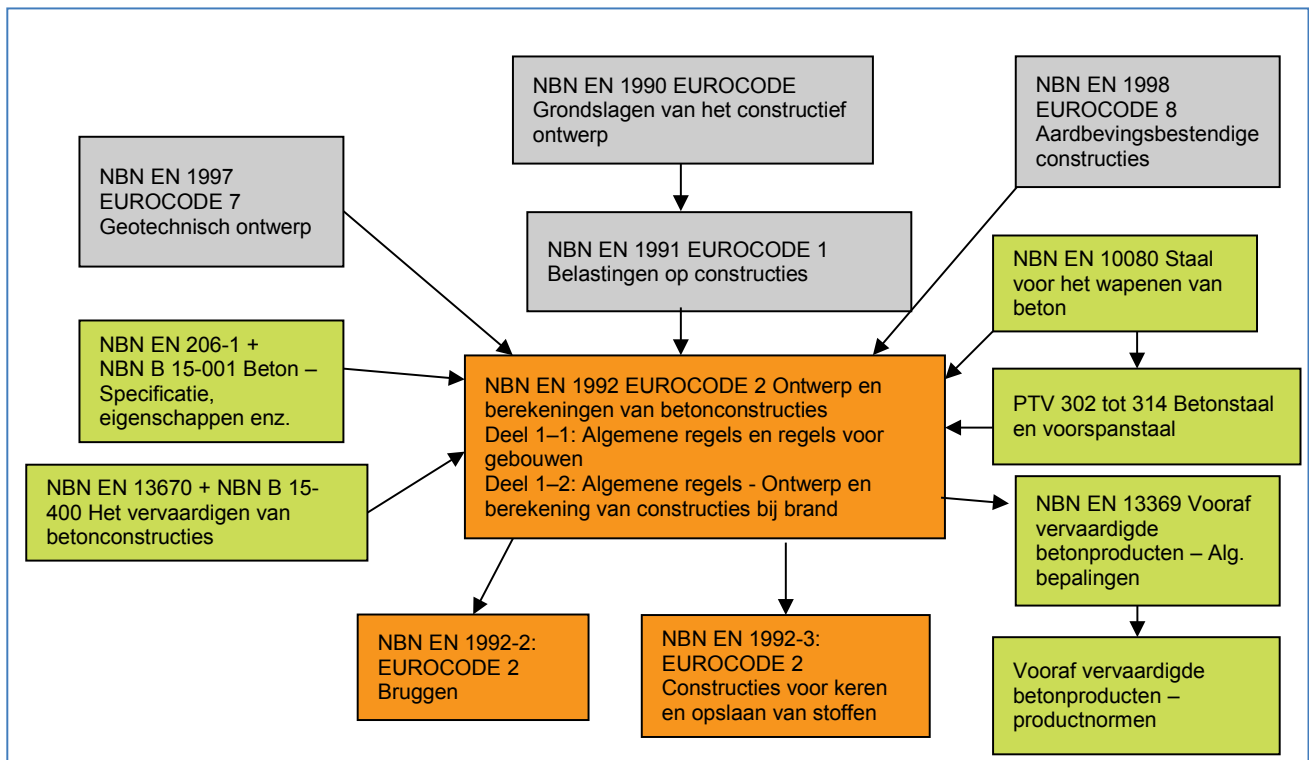 NBN EN 1990 EUROCODE
Grondslagen van het constructief
ontwerp
NBN EN 1998
EUROCODE 8
Aardbevingsbestendige
constructies
NBN EN 1997
EUROCODE 7
Geotechnisch ontwerp
NBN EN 1991 EUROCODE 1
Belastingen op constructies
NBN EN 10080 Staal
voor het wapenen van
beton
NBN EN 206-1 +
NBN B 15-001 Beton –
Specificatie,
eigenschappen enz.
NBN EN 1992 EUROCODE 2 Ontwerp en
berekeningen van betonconstructies
Deel 1–1: Algemene regels en regels voor
gebouwen
Deel 1–2: Algemene regels - Ontwerp en
berekening van constructies bij brand
PTV 302 tot 314 Betonstaal
en voorspanstaal
NBN EN 13670 + NBN B 15-
400 Het vervaardigen van
betonconstructies
NBN EN 13369 Vooraf
vervaardigde
betonproducten – Alg.
bepalingen
NBN EN 1992-2:
EUROCODE 2
Bruggen
NBN EN 1992-3:
EUROCODE 2
Constructies voor keren
en opslaan van stoffen
Vooraf vervaardigde
betonproducten –
productnormen